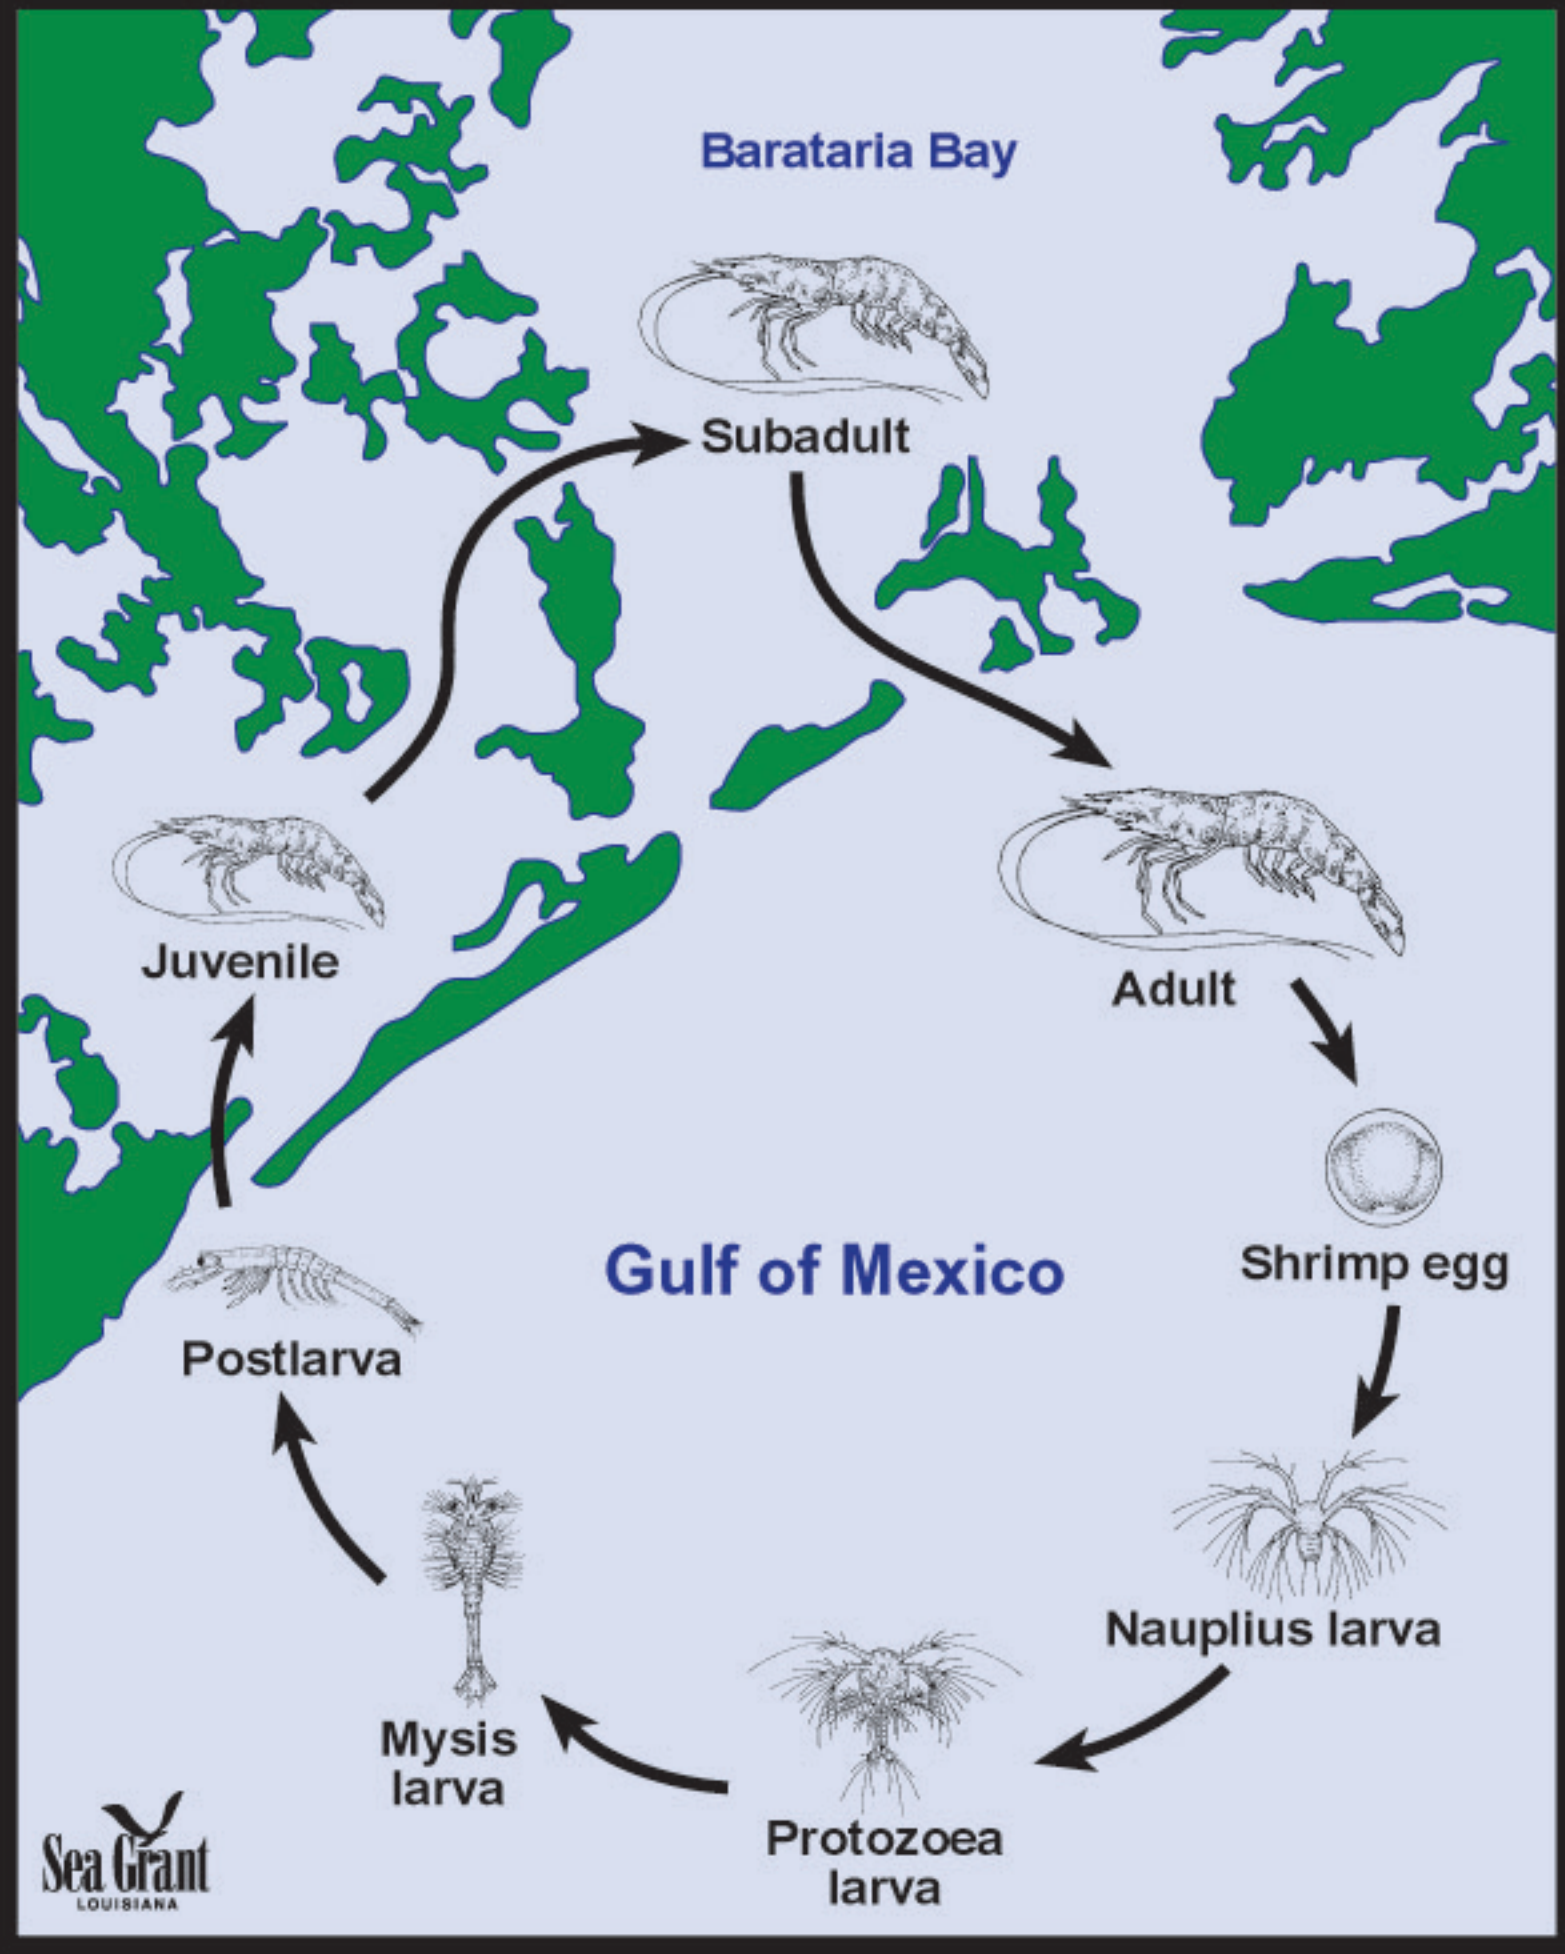 Barataria Bay
Subadult
Juvenile
Adult
Shrimp egg
Gulf of Mexico
Postlarva
Nauplius larva
Mysis
larva
Protozoea
larva
Sea Grant
LOUISIANA